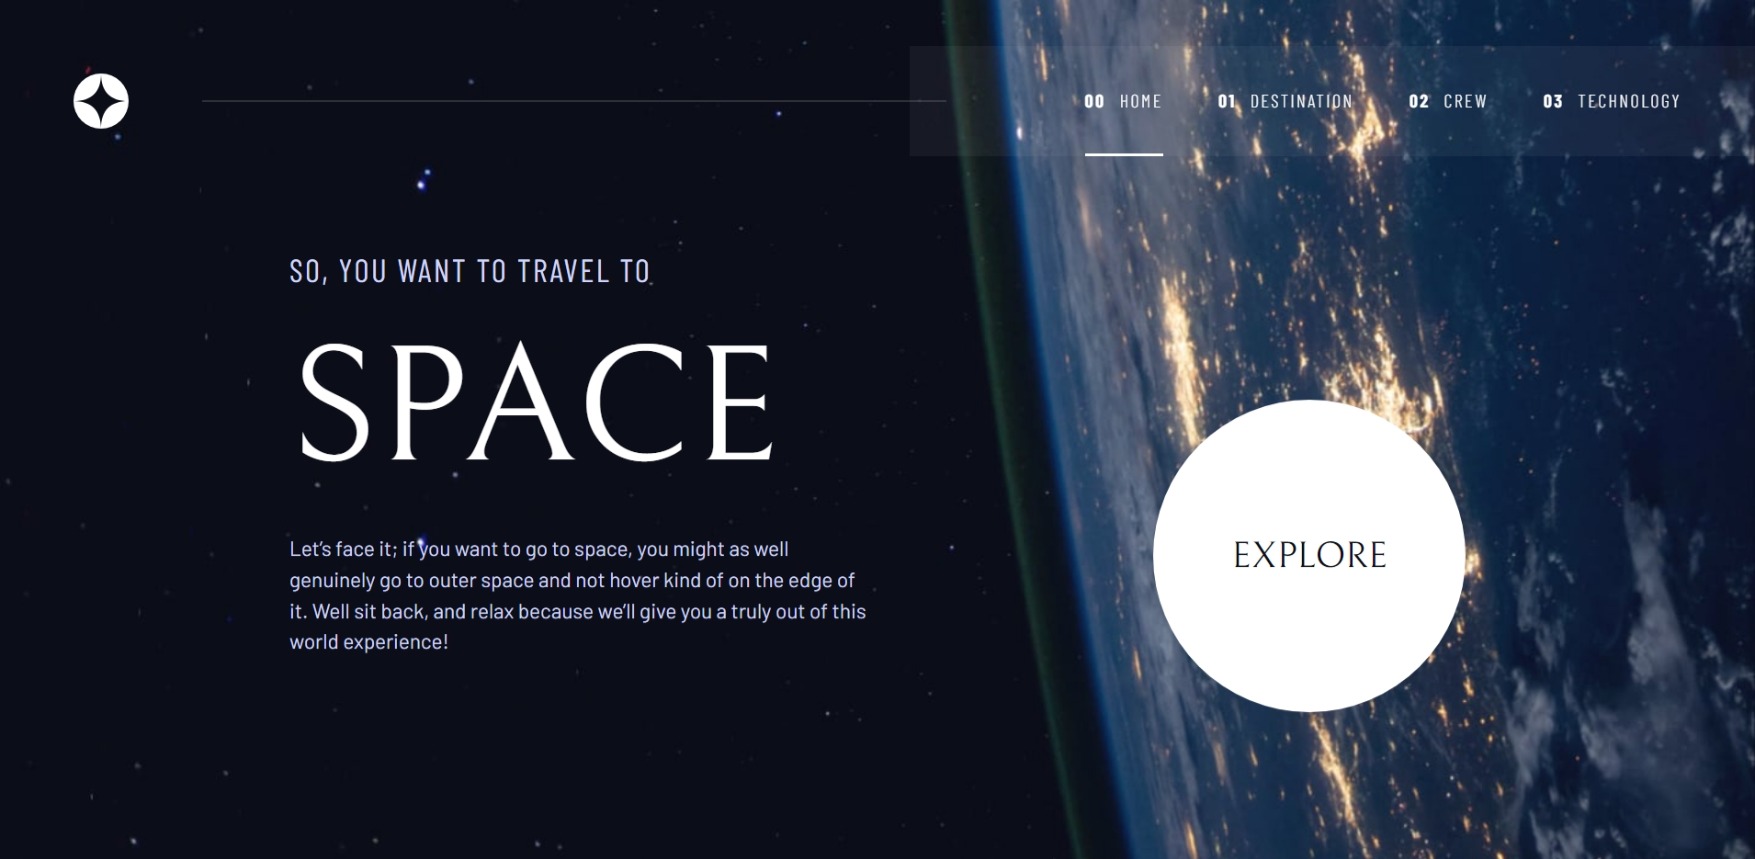 00 HOME 01 DESTINATION 02 CREW 03 TECHNOLOGY
SO, YOU WANT TO TRAVEL TO
SPACE
Let’s face it; if you want to go to space, you might as well
genuinely go to outer space and not hover kind of on the edge of
it. Well sit back, and relax because we’ll give you a truly out of this
world experience!
EXPLORE